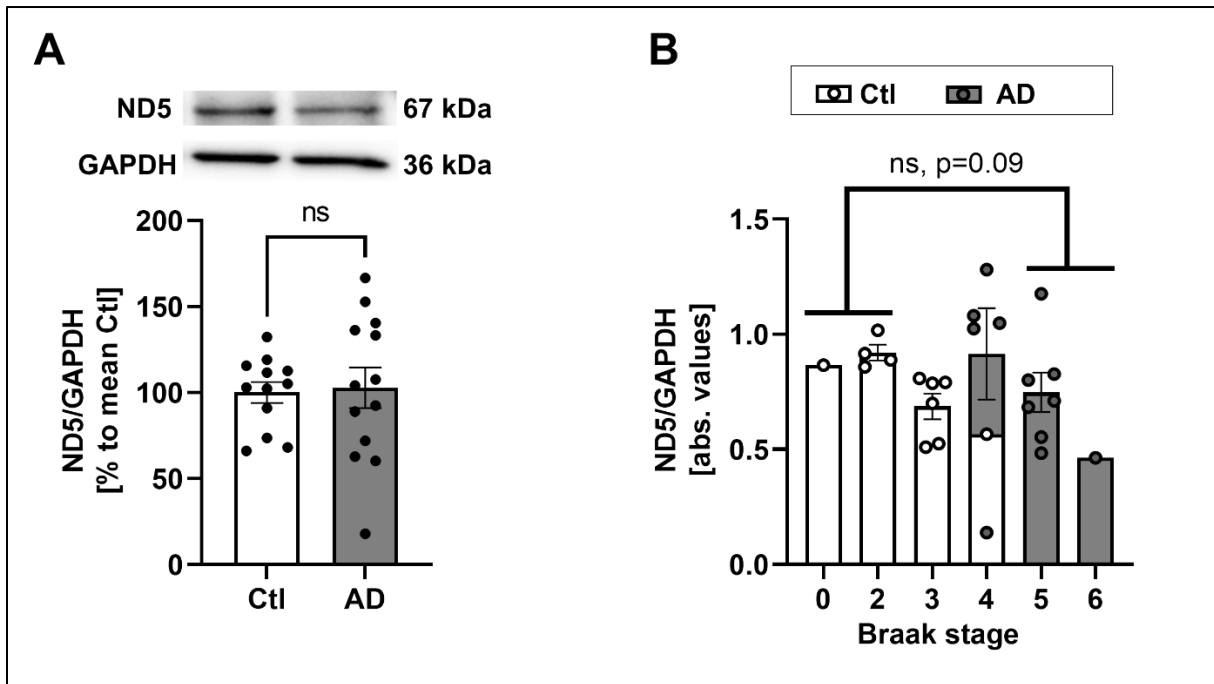 A
ND5 67 kDa
GAPDH 36 kDa
ns
200
150
100
50
0
ND5/GAPDH
[% to mean Ctl]
Ctl AD
B
Ctl AD
ns, p=0.09
1.5
1.0
0.5
0.0
ND5/GAPDH
[abs. values]
0 2 3 4 5 6
Braak stage